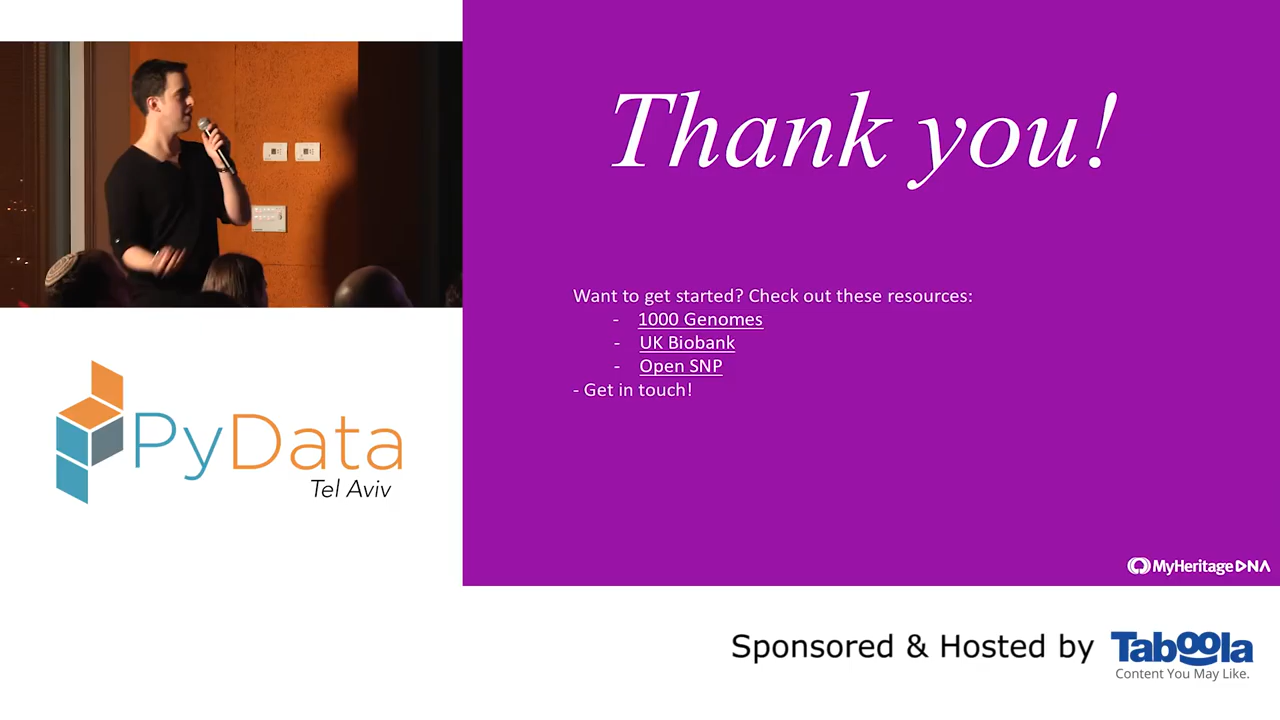 Thank you!
Want to get started? Check out these resources:
- 1000 Genomes
- UK Biobank
- Open SNP
- Get in touch!
MyHeritage DNA
PyData
Tel Aviv
Sponsored & Hosted by Taboola
Content You May Like.